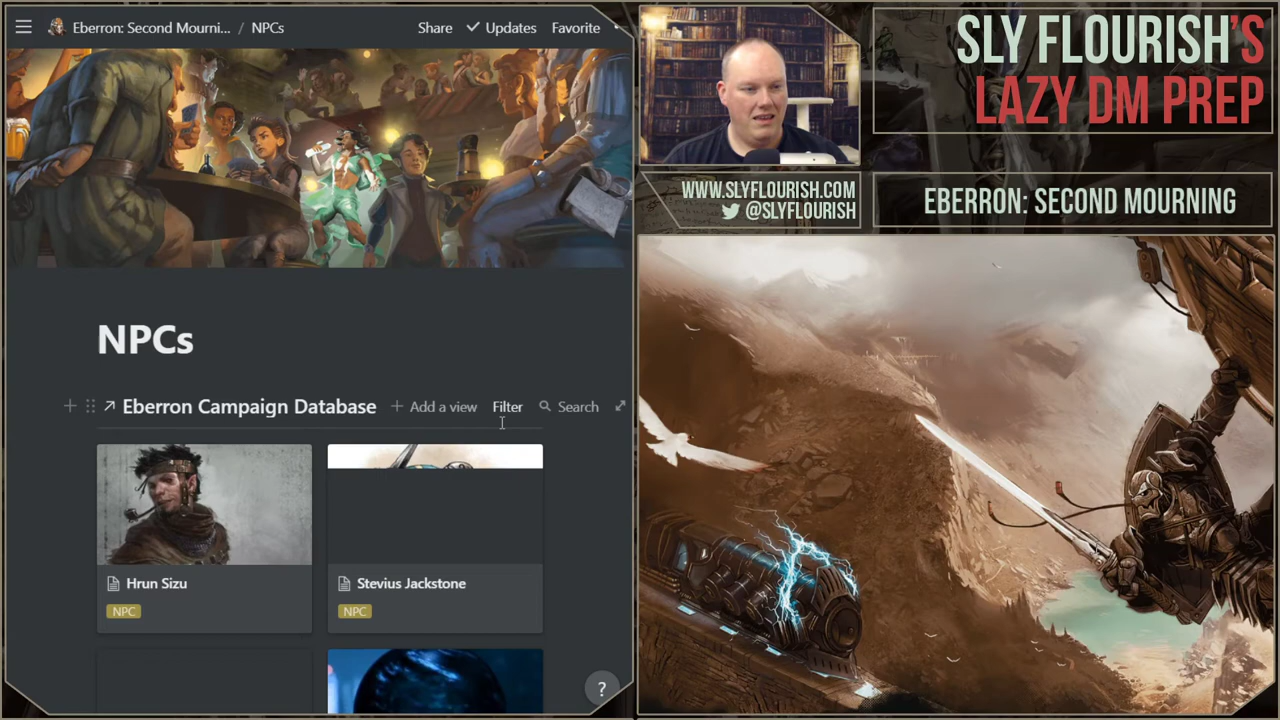 Eberron: Second Mourni... / NPCs
Share
Updates
Favorite
NPCs
Eberron Campaign Database
Add a view
Filter
Search
Hrun Sizu
NPC
Stevius Jackstone
NPC
?
SLY FLOURISH'S
LAZY DM PREP
WWW.SLYFLOURISH.COM
@SLYFLOURISH
EBERRON: SECOND MOURNING